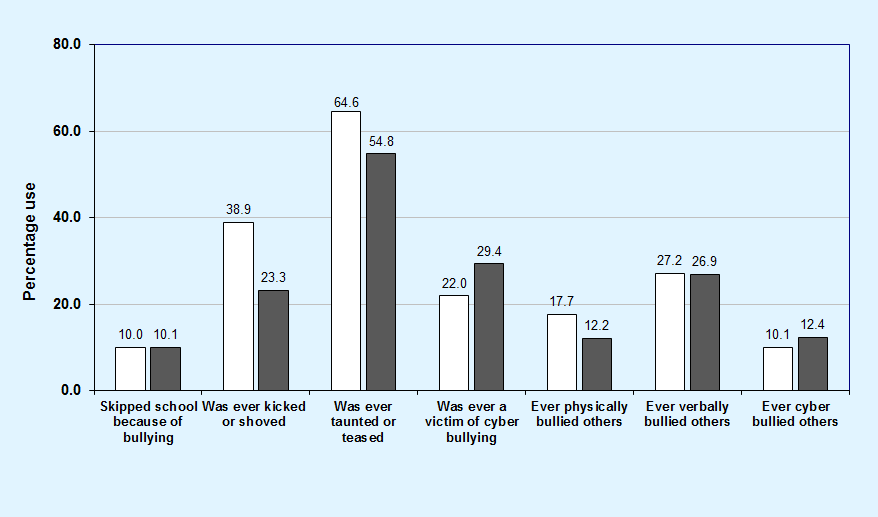 80.0
60.0
40.0
20.0
0.0
Percentage use
10.0 10.1
38.9
23.3
64.6
54.8
22.0
29.4
17.7
12.2
27.2 26.9
10.1
12.4
Skipped school
because of
bullying
Was ever kicked
or shoved
Was ever
taunted or
teased
Was ever a
victim of cyber
bullying
Ever physically
bullied others
Ever verbally
bullied others
Ever cyber
bullied others